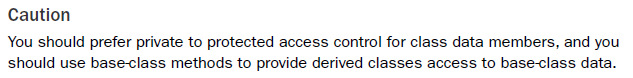 Caution
You should prefer private to protected access control for class data members, and you
should use base-class methods to provide derived classes access to base-class data.